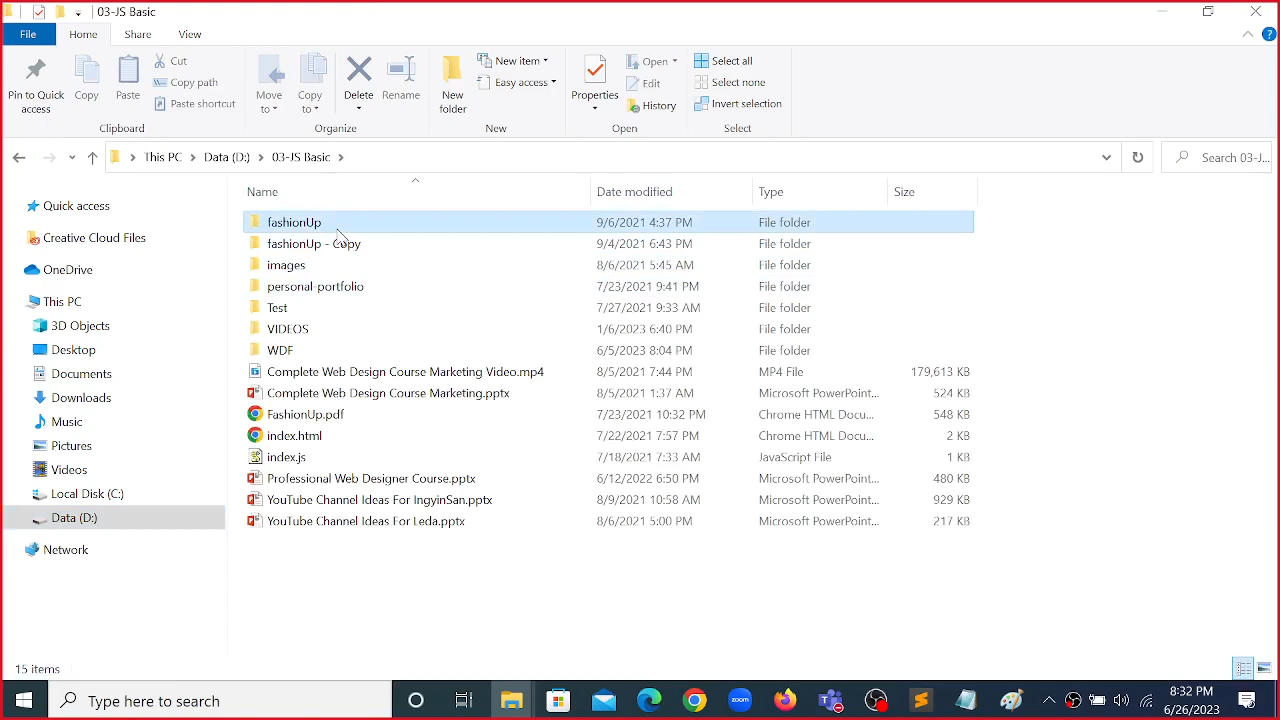 03-JS Basic
File
Home
Share
View
Pin to Quick access
Copy
Paste
Cut
Copy path
Paste shortcut
Clipboard
Move to
Copy to
Delete
Rename
Organize
New folder
New item
Easy access
New
Properties
Open
Edit
History
Open
Select all
Select none
Invert selection
Select
This PC
Data (D:)
03-JS Basic
Search 03-J...
Name
Date modified
Type
Size
Quick access
Creative Cloud Files
OneDrive
This PC
3D Objects
Desktop
Documents
Downloads
Music
Pictures
Videos
Local Disk (C:)
Data (D:)
Network
fashionUp 9/6/2021 4:37 PM File folder
fashionUp - Copy 9/4/2021 6:43 PM File folder
images 8/6/2021 5:45 AM File folder
personal-portfolio 7/23/2021 9:41 PM File folder
Test 7/27/2021 9:33 AM File folder
VIDEOS 1/6/2023 6:40 PM File folder
WDF 6/5/2023 8:04 PM File folder
Complete Web Design Course Marketing Video.mp4 8/5/2021 7:44 PM MP4 File 179,613 KB
Complete Web Design Course Marketing.pptx 8/5/2021 1:37 AM Microsoft PowerPoint... 524 KB
FashionUp.pdf 7/23/2021 10:32 PM Chrome HTML Docu... 548 KB
index.html 7/22/2021 7:57 PM Chrome HTML Docu... 2 KB
index.js 7/18/2021 7:33 AM JavaScript File 1 KB
Professional Web Designer Course.pptx 6/12/2022 6:50 PM Microsoft PowerPoint... 480 KB
YouTube Channel Ideas For IngyinSan.pptx 8/9/2021 10:58 AM Microsoft PowerPoint... 929 KB
YouTube Channel Ideas For Leda.pptx 8/6/2021 5:00 PM Microsoft PowerPoint... 217 KB
15 items
Type here to search
zoom
8:32 PM
6/26/2023